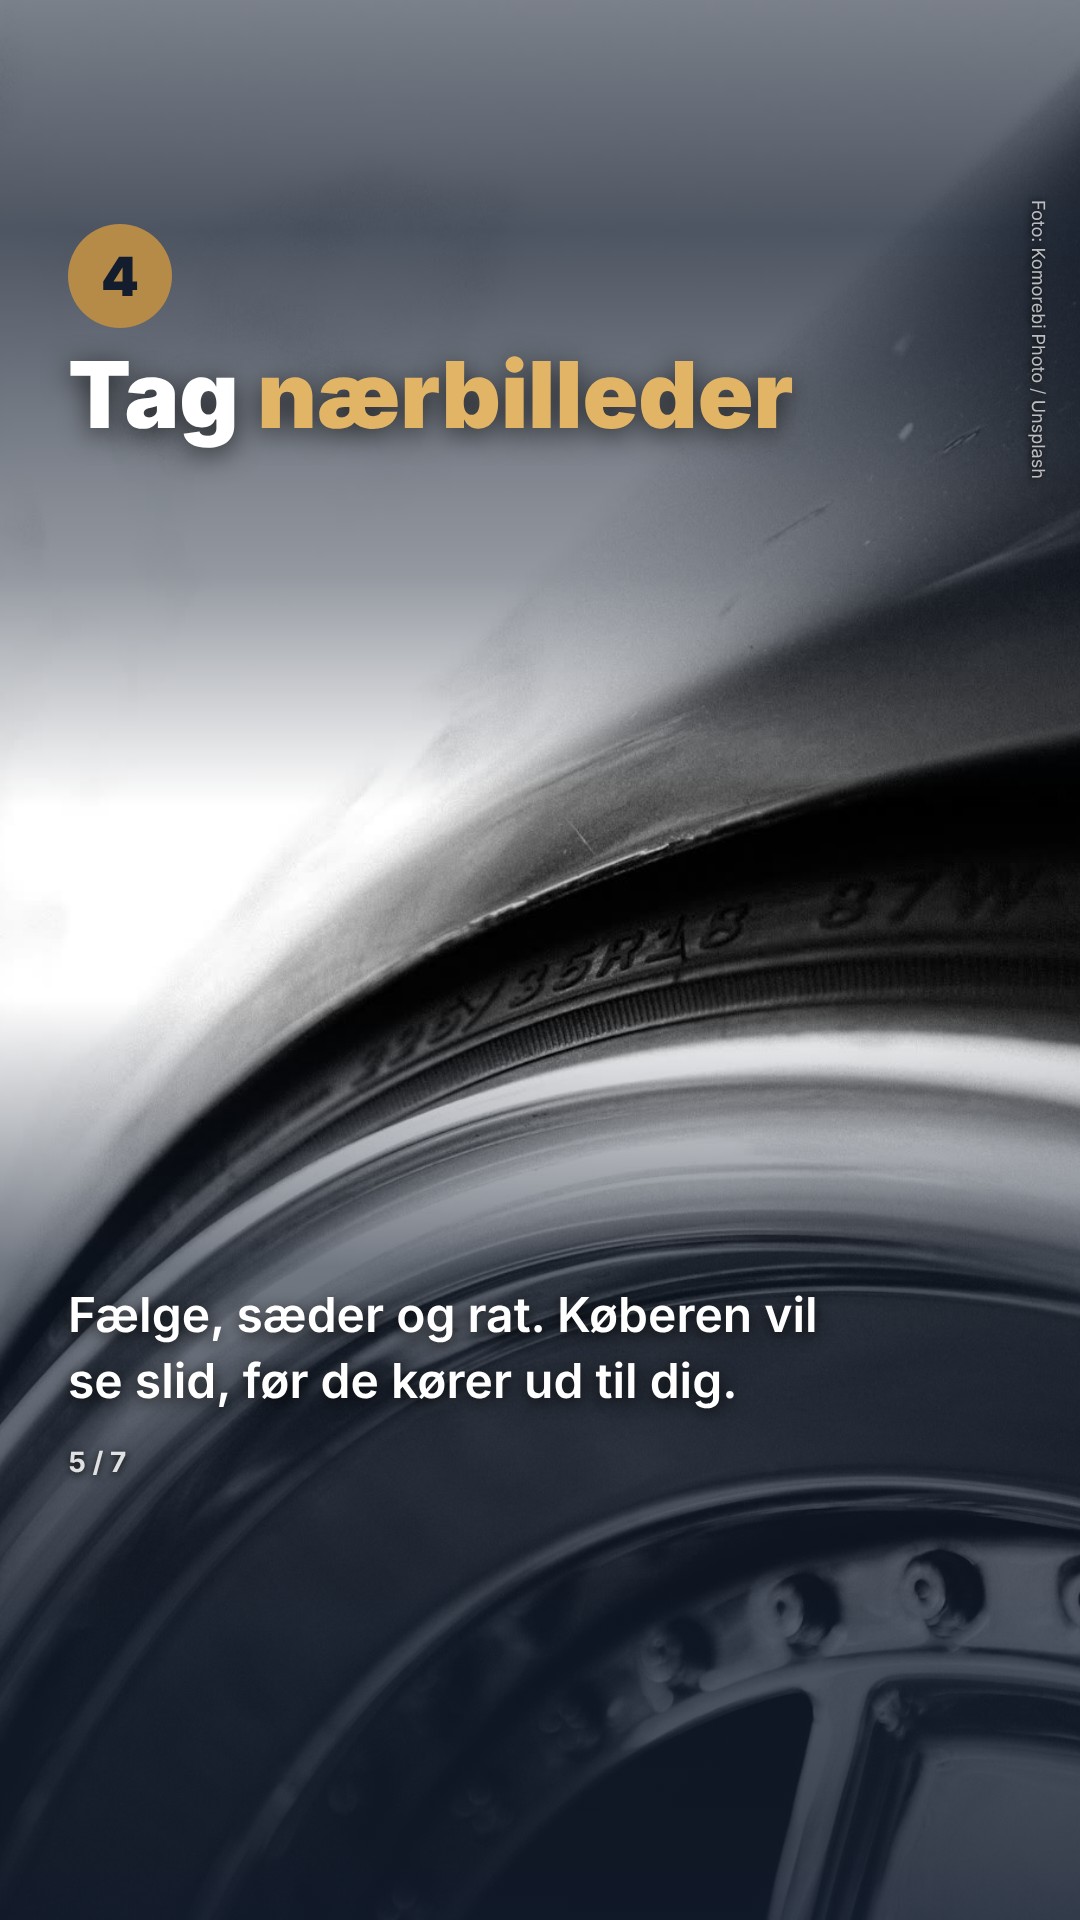 4
Tag nærbilleder
Foto: Komorebi Photo / Unsplash
35R18 87W
Fælge, sæder og rat. Køberen vil
se slid, før de kører ud til dig.
5 / 7